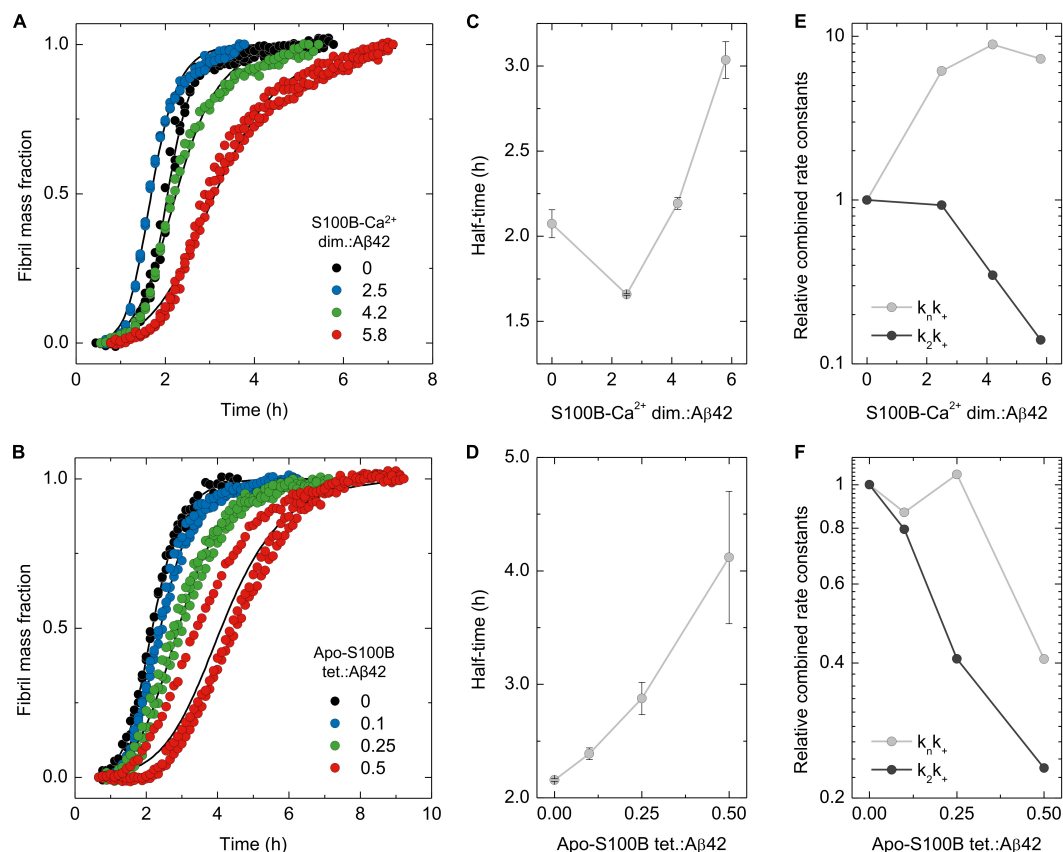 A
1.0
0.5
0.0
Fibril mass fraction
S100B-Ca²⁺
dim.:Aβ42
0
2.5
4.2
5.8
0 2 4 6 8
Time (h)
C
3.0
2.5
2.0
1.5
Half-time (h)
0 2 4 6
S100B-Ca²⁺ dim.:Aβ42
E
10
1
0.1
Relative combined rate constants
kₙk₊
k₂k₊
0 2 4 6
S100B-Ca²⁺ dim.:Aβ42
B
1.0
0.5
0.0
Fibril mass fraction
Apo-S100B
tet.:Aβ42
0
0.1
0.25
0.5
0 2 4 6 8 10
Time (h)
D
5.0
4.0
3.0
2.0
Half-time (h)
0.00 0.25 0.50
Apo-S100B tet.:Aβ42
F
1
0.8
0.6
0.4
0.2
Relative combined rate constants
kₙk₊
k₂k₊
0.00 0.25 0.50
Apo-S100B tet.:Aβ42